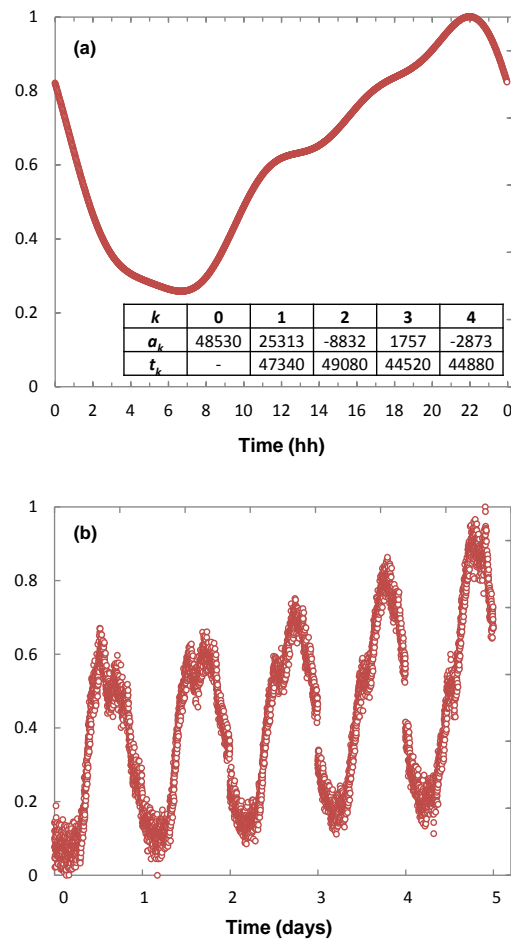 1
(a)
0.8
0.6
0.4
0.2
k 0 1 2 3 4
a_k 48530 25313 -8832 1757 -2873
t_k - 47340 49080 44520 44880
0
0 2 4 6 8 10 12 14 16 18 20 22 0
Time (hh)
1
(b)
0.8
0.6
0.4
0.2
0
0 1 2 3 4 5
Time (days)